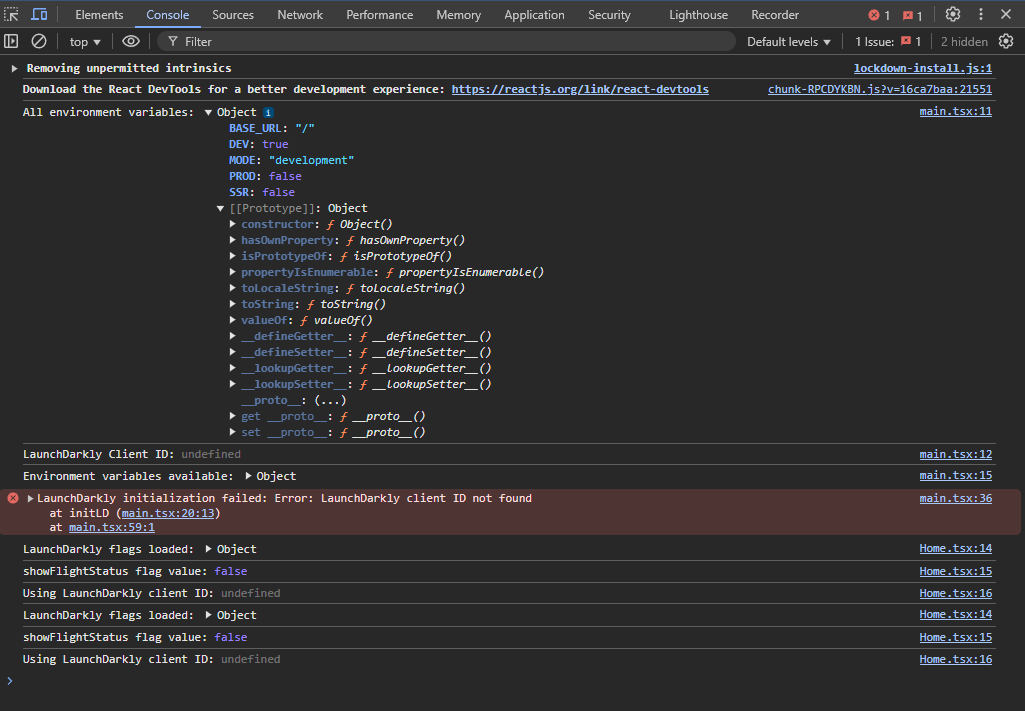 Elements Console Sources Network Performance Memory Application Security Lighthouse Recorder 1 1
top Filter Default levels 1 Issue: 1 2 hidden
Removing unpermitted intrinsics lockdown-install.js:1
Download the React DevTools for a better development experience: https://reactjs.org/link/react-devtools chunk-RPCDYKBN.js?v=16ca7baa:21551
All environment variables: Object i main.tsx:11
BASE_URL: "/"
DEV: true
MODE: "development"
PROD: false
SSR: false
[[Prototype]]: Object
constructor: ƒ Object()
hasOwnProperty: ƒ hasOwnProperty()
isPrototypeOf: ƒ isPrototypeOf()
propertyIsEnumerable: ƒ propertyIsEnumerable()
toLocaleString: ƒ toLocaleString()
toString: ƒ toString()
valueOf: ƒ valueOf()
__defineGetter__: ƒ __defineGetter__()
__defineSetter__: ƒ __defineSetter__()
__lookupGetter__: ƒ __lookupGetter__()
__lookupSetter__: ƒ __lookupSetter__()
__proto__: (...)
get __proto__: ƒ __proto__()
set __proto__: ƒ __proto__()
LaunchDarkly Client ID: undefined main.tsx:12
Environment variables available: Object main.tsx:15
LaunchDarkly initialization failed: Error: LaunchDarkly client ID not found main.tsx:36
at initLD (main.tsx:20:13)
at main.tsx:59:1
LaunchDarkly flags loaded: Object Home.tsx:14
showFlightStatus flag value: false Home.tsx:15
Using LaunchDarkly client ID: undefined Home.tsx:16
LaunchDarkly flags loaded: Object Home.tsx:14
showFlightStatus flag value: false Home.tsx:15
Using LaunchDarkly client ID: undefined Home.tsx:16